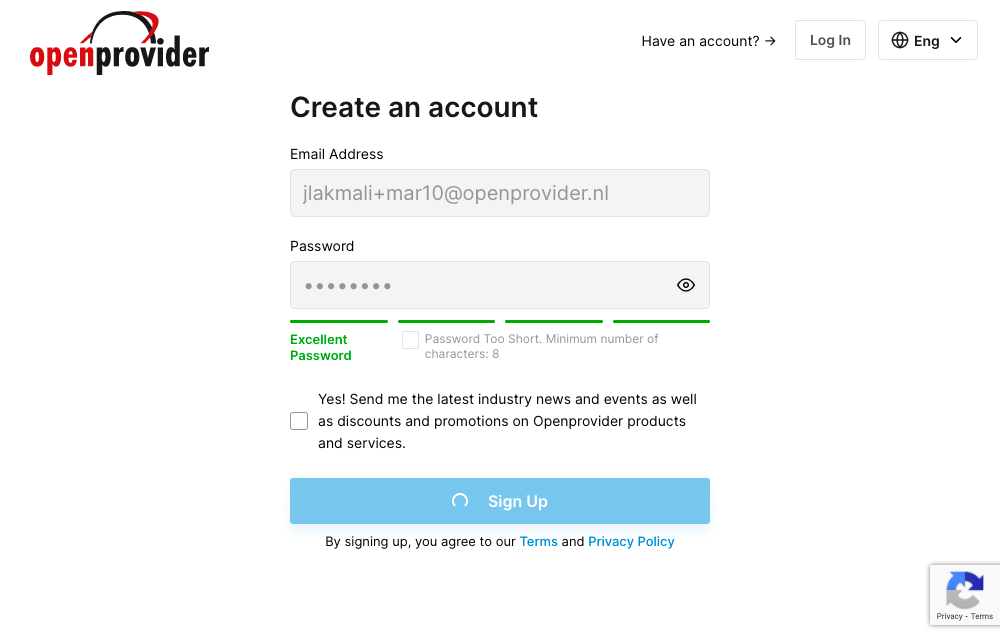 openprovider
Have an account? →
Log In
Eng
Create an account
Email Address
jlakmali+mar10@openprovider.nl
Password
••••••••
Excellent
Password
Password Too Short. Minimum number of
characters: 8
Yes! Send me the latest industry news and events as well
as discounts and promotions on Openprovider products
and services.
Sign Up
By signing up, you agree to our Terms and Privacy Policy
Privacy - Terms